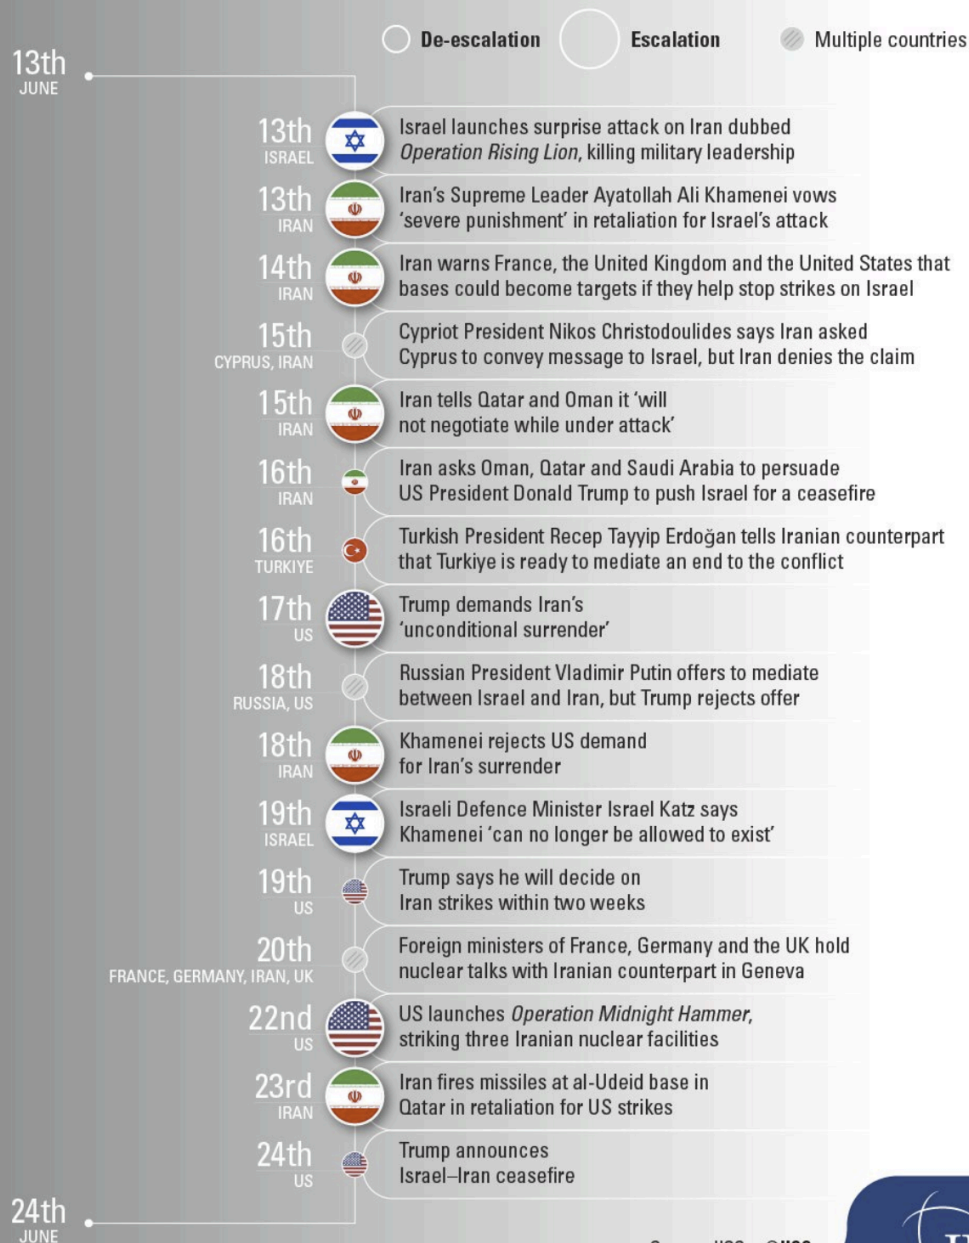 De-escalation
Escalation
Multiple countries
13th
JUNE
13th
ISRAEL
Israel launches surprise attack on Iran dubbed
Operation Rising Lion, killing military leadership
13th
IRAN
Iran's Supreme Leader Ayatollah Ali Khamenei vows
‘severe punishment’ in retaliation for Israel's attack
14th
IRAN
Iran warns France, the United Kingdom and the United States that
bases could become targets if they help stop strikes on Israel
15th
CYPRUS, IRAN
Cypriot President Nikos Christodoulides says Iran asked
Cyprus to convey message to Israel, but Iran denies the claim
15th
IRAN
Iran tells Qatar and Oman it ‘will
not negotiate while under attack’
16th
IRAN
Iran asks Oman, Qatar and Saudi Arabia to persuade
US President Donald Trump to push Israel for a ceasefire
16th
TURKIYE
Turkish President Recep Tayyip Erdoğan tells Iranian counterpart
that Turkiye is ready to mediate an end to the conflict
17th
US
Trump demands Iran's
‘unconditional surrender’
18th
RUSSIA, US
Russian President Vladimir Putin offers to mediate
between Israel and Iran, but Trump rejects offer
18th
IRAN
Khamenei rejects US demand
for Iran's surrender
19th
ISRAEL
Israeli Defence Minister Israel Katz says
Khamenei ‘can no longer be allowed to exist’
19th
US
Trump says he will decide on
Iran strikes within two weeks
20th
FRANCE, GERMANY, IRAN, UK
Foreign ministers of France, Germany and the UK hold
nuclear talks with Iranian counterpart in Geneva
22nd
US
US launches Operation Midnight Hammer,
striking three Iranian nuclear facilities
23rd
IRAN
Iran fires missiles at al-Udeid base in
Qatar in retaliation for US strikes
24th
US
Trump announces
Israel–Iran ceasefire
24th
JUNE